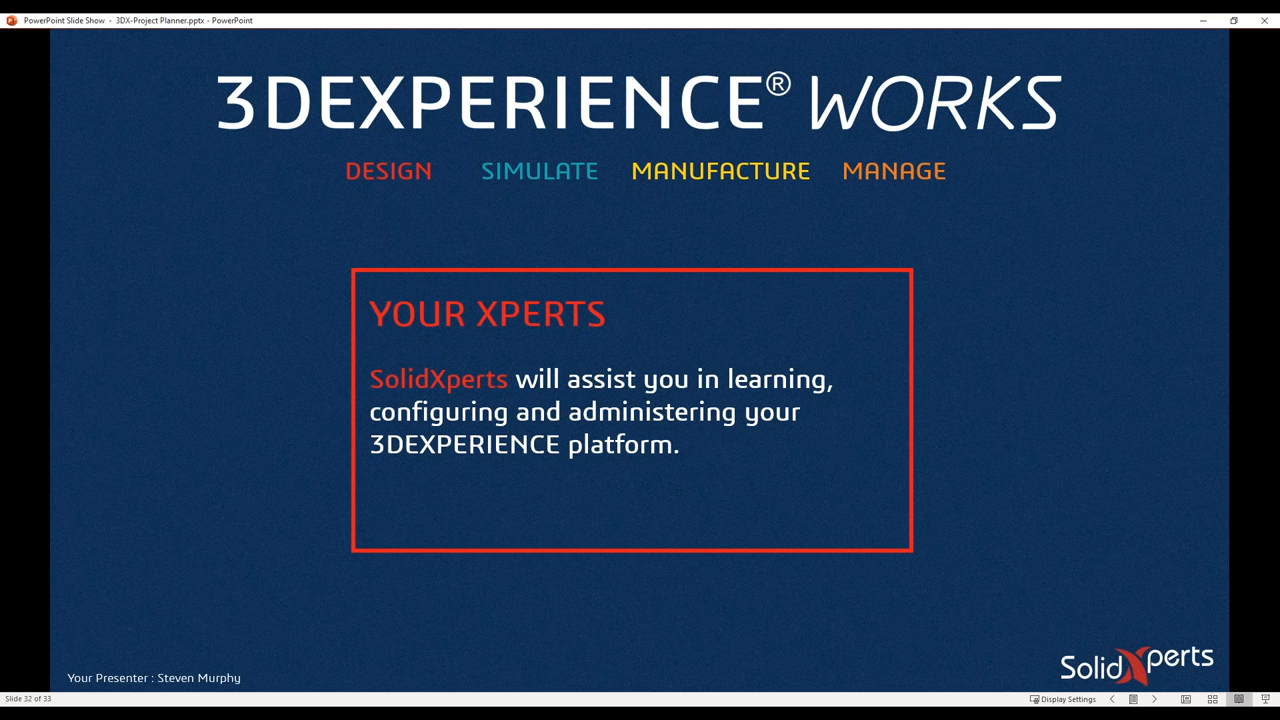 PowerPoint Slide Show - 3DX-Project Planner.pptx - PowerPoint
3DEXPERIENCE® WORKS
DESIGN SIMULATE MANUFACTURE MANAGE
YOUR XPERTS
SolidXperts will assist you in learning,
configuring and administering your
3DEXPERIENCE platform.
SolidXperts
Your Presenter : Steven Murphy
Slide 32 of 33 Display Settings